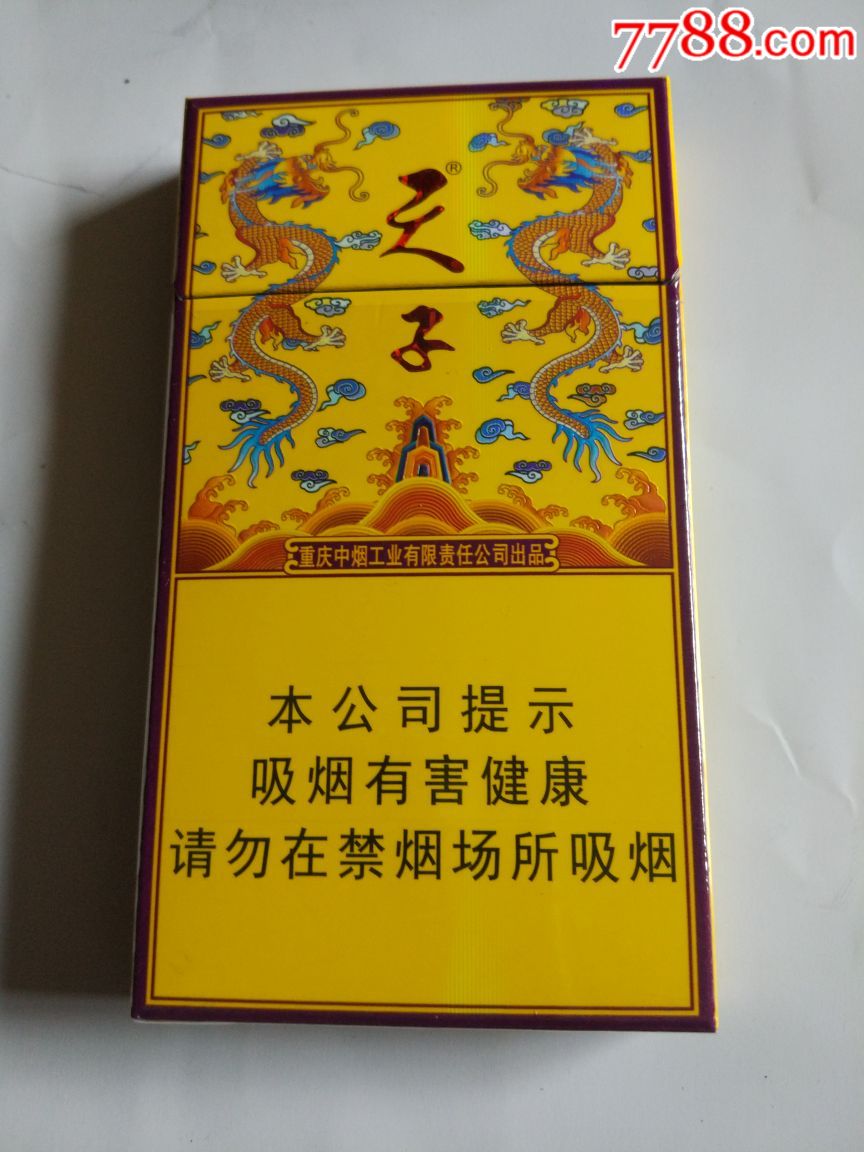 7788.com
天子®
重庆中烟工业有限责任公司出品
本公司提示
吸烟有害健康
请勿在禁烟场所吸烟